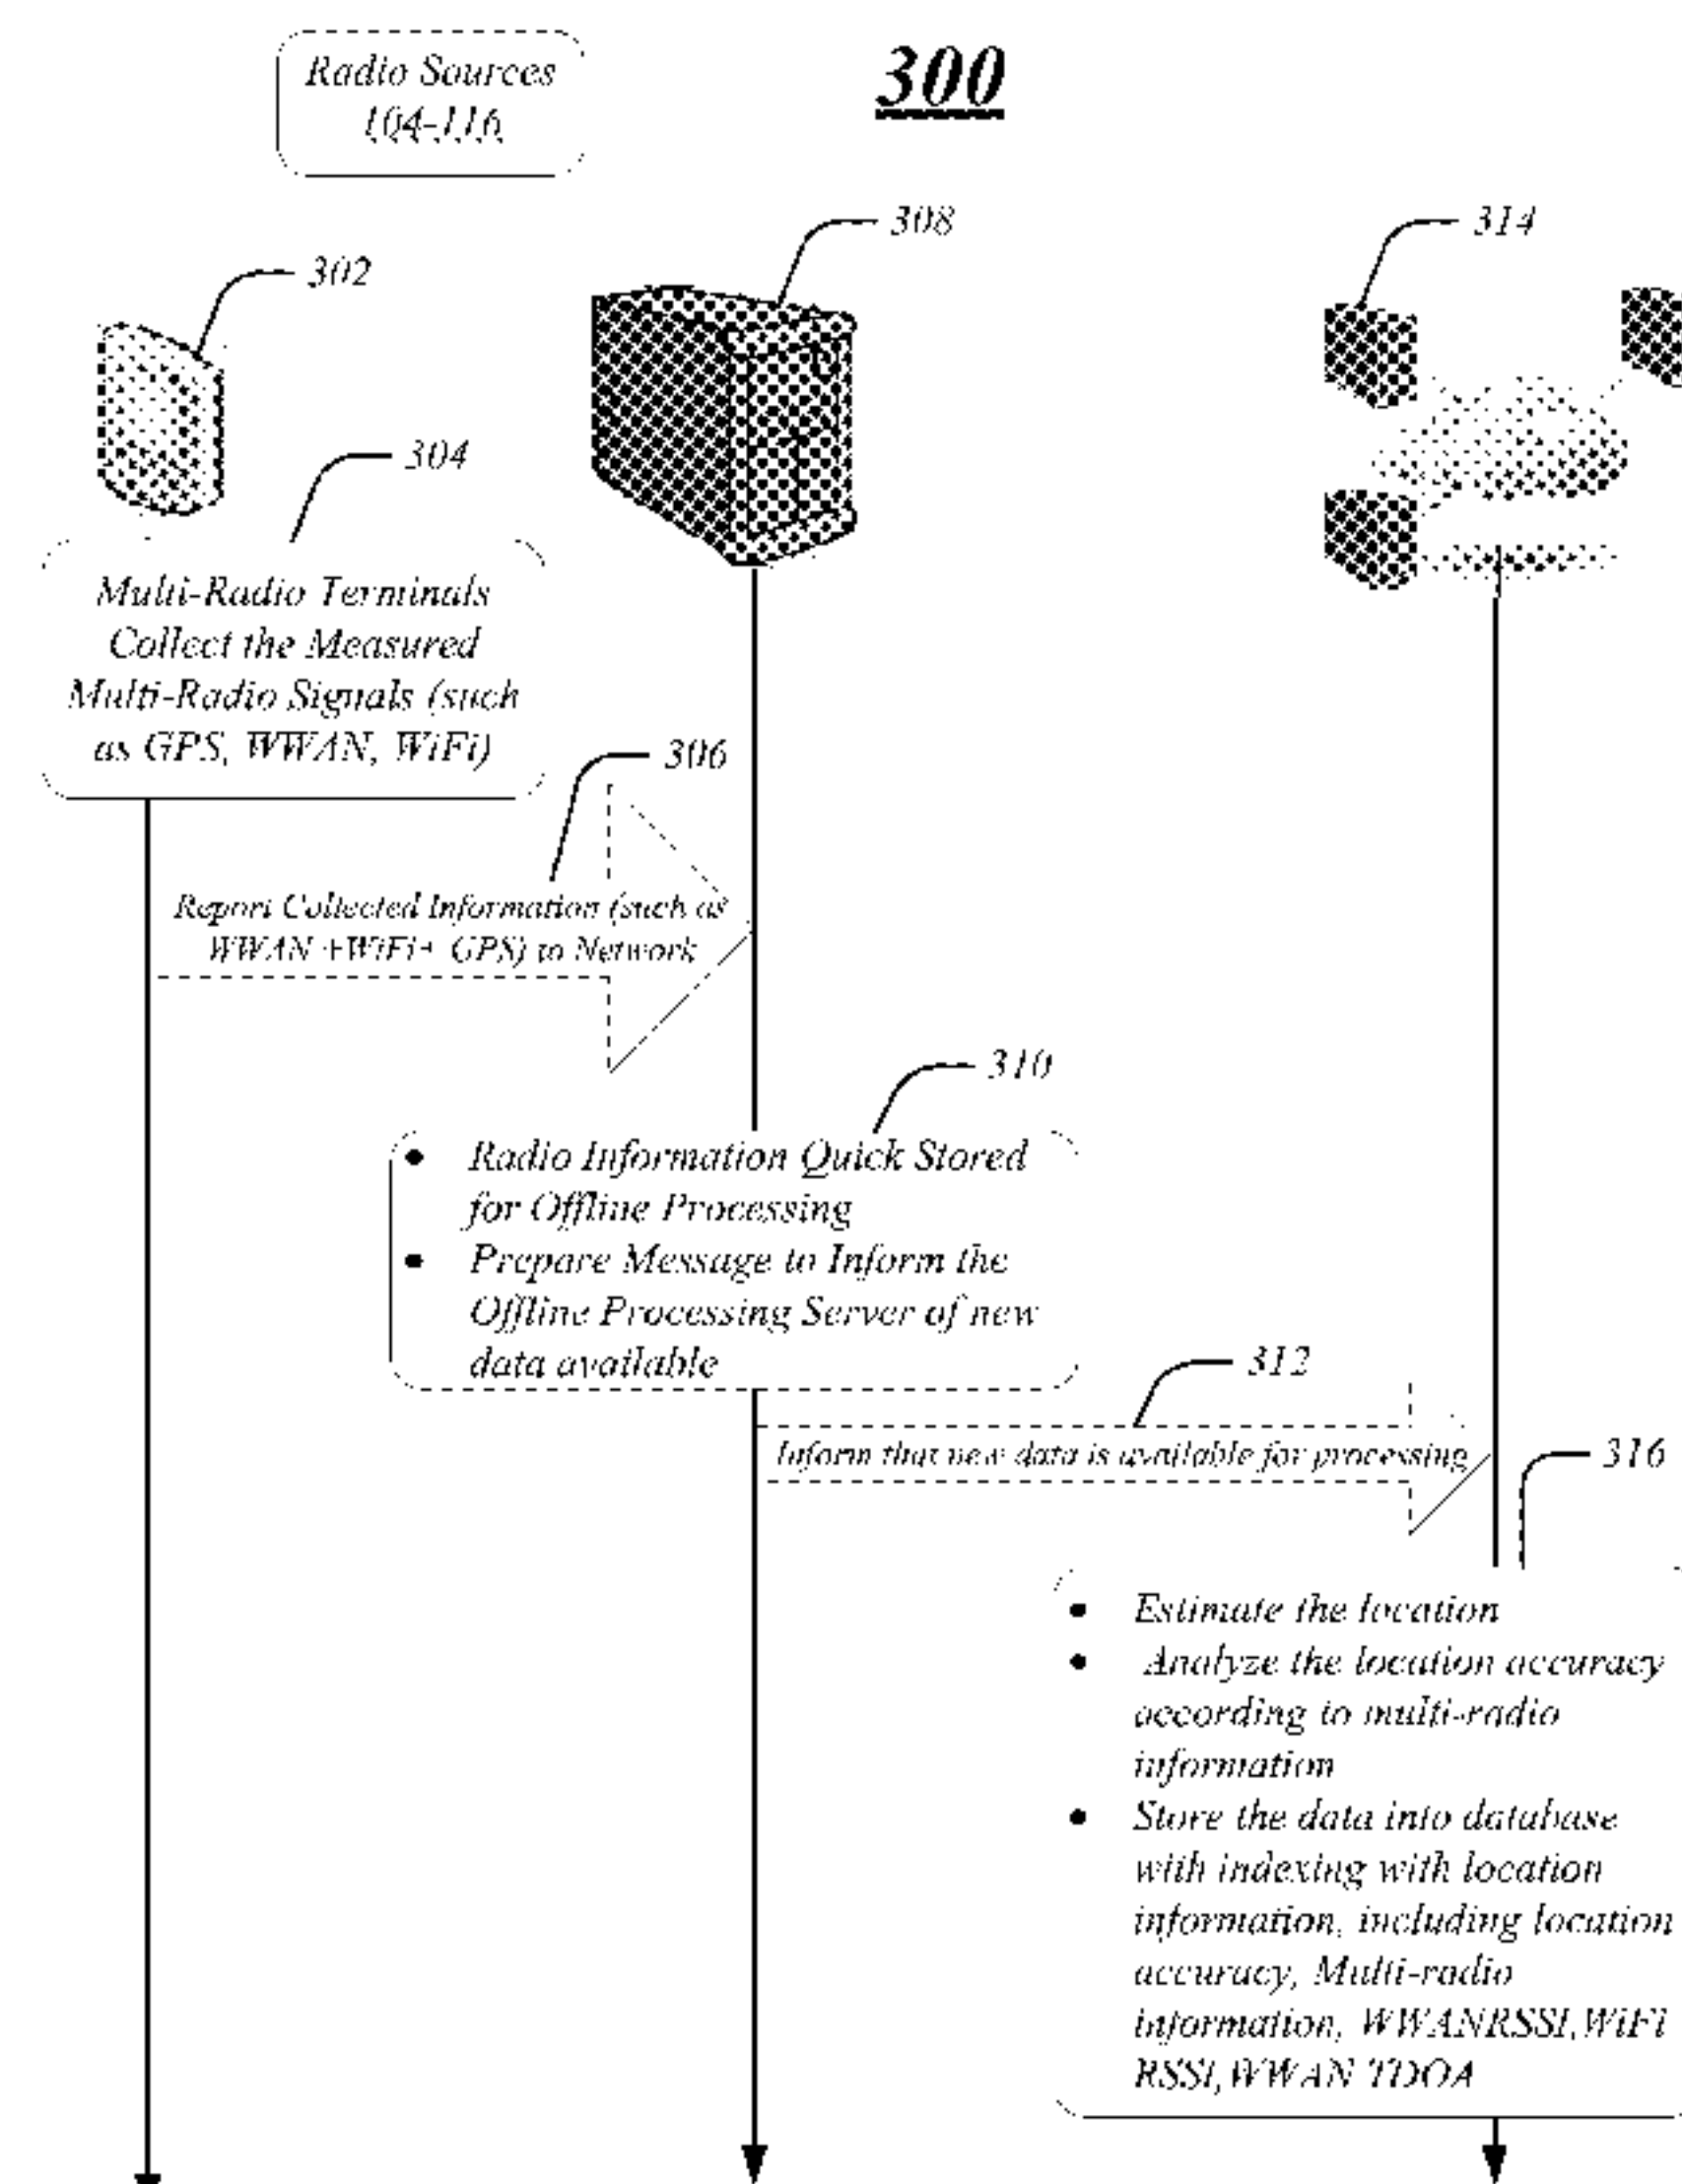 Radio Sources
104-116
300
302
308
314
304
Multi-Radio Terminals
Collect the Measured
Multi-Radio Signals (such
as GPS, WWAN, WiFi)
306
Report Collected Information (such as
WWAN +WiFi+ GPS) to Network
310
• Radio Information Quick Stored
for Offline Processing
• Prepare Message to Inform the
Offline Processing Server of new
data available
312
Inform that new data is available for processing
316
• Estimate the location
• Analyze the location accuracy
according to multi-radio
information
• Store the data into database
with indexing with location
information, including location
accuracy, Multi-radio
information, WWANRSSI,WiFi
RSSI,WWAN TDOA